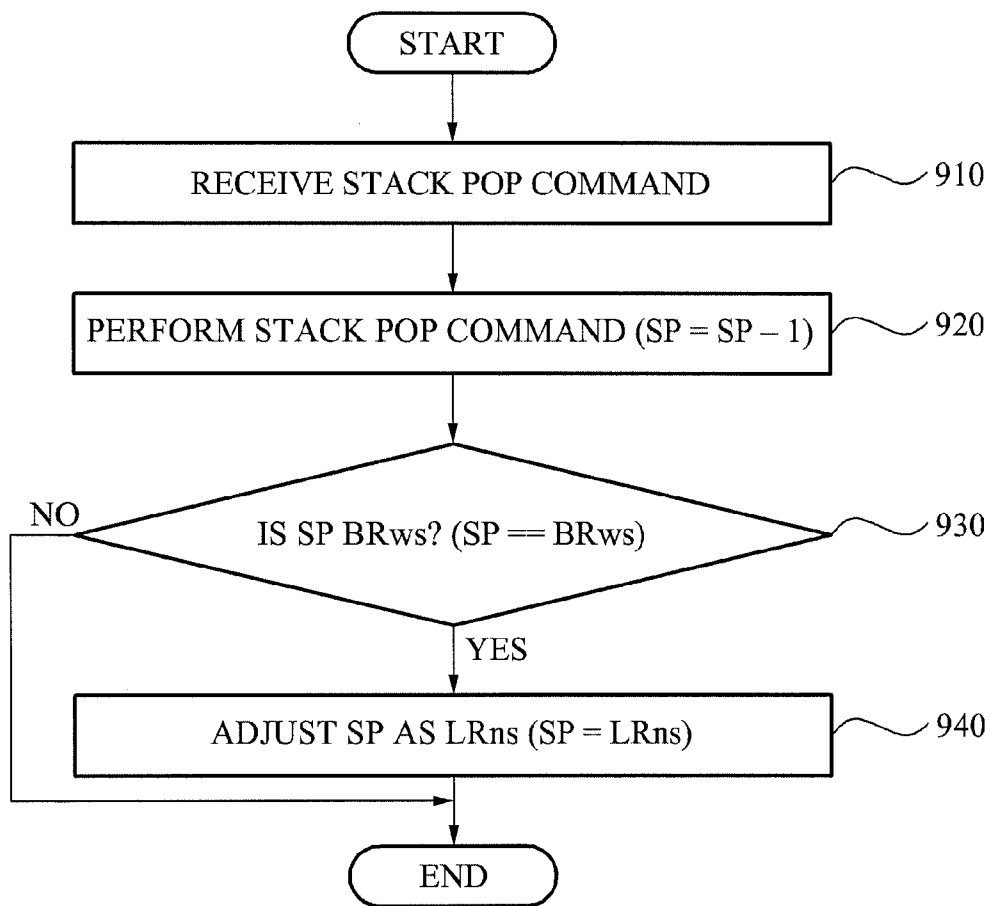 START
RECEIVE STACK POP COMMAND
910
PERFORM STACK POP COMMAND (SP = SP – 1)
920
NO
IS SP BRws? (SP == BRws)
930
YES
ADJUST SP AS LRns (SP = LRns)
940
END